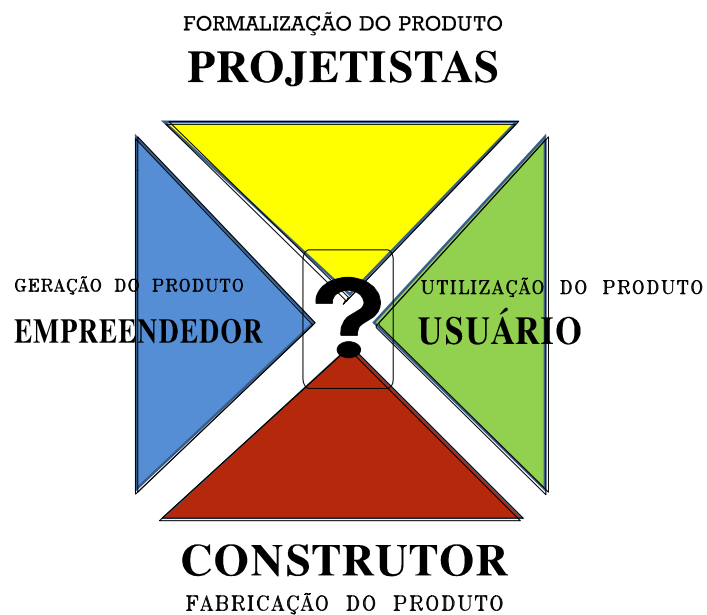 FORMALIZAÇÃO DO PRODUTO
PROJETISTAS
GERAÇÃO DO PRODUTO
EMPREENDEDOR
?
UTILIZAÇÃO DO PRODUTO
USUÁRIO
CONSTRUTOR
FABRICAÇÃO DO PRODUTO